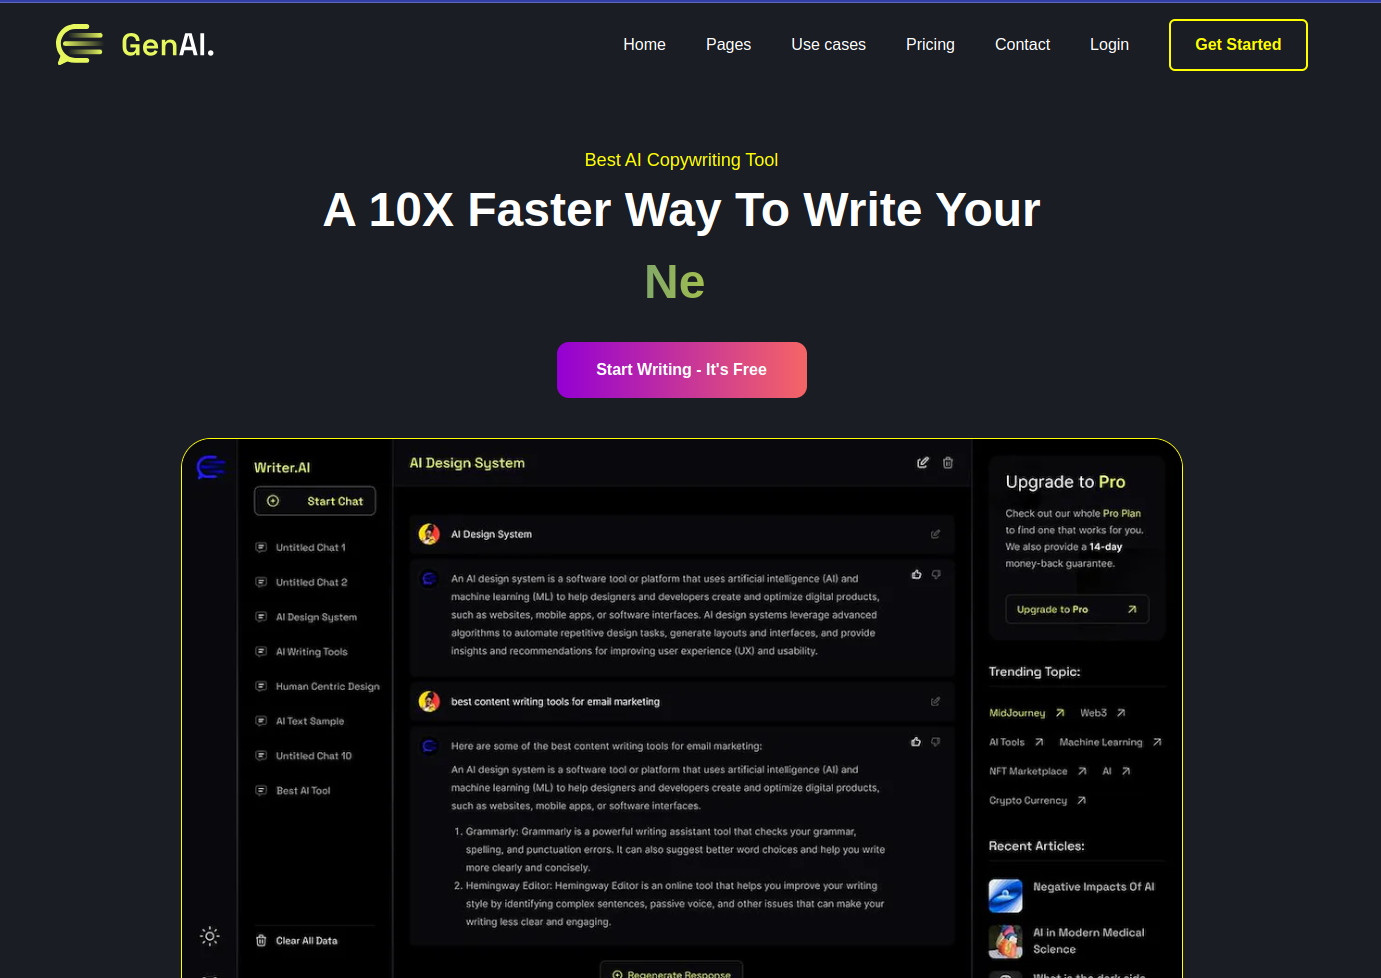 GenAI.
Home Pages Use cases Pricing Contact Login Get Started
Best AI Copywriting Tool
A 10X Faster Way To Write Your
Ne
Start Writing - It's Free
Writer.AI
Start Chat
Untitled Chat 1
Untitled Chat 2
AI Design System
AI Writing Tools
Human Centric Design
AI Text Sample
Untitled Chat 10
Best AI Tool
Clear All Data
AI Design System
AI Design System
An AI design system is a software tool or platform that uses artificial intelligence (AI) and
machine learning (ML) to help designers and developers create and optimize digital products,
such as websites, mobile apps, or software interfaces. AI design systems leverage advanced
algorithms to automate repetitive design tasks, generate layouts and interfaces, and provide
insights and recommendations for improving user experience (UX) and usability.
best content writing tools for email marketing
Here are some of the best content writing tools for email marketing:
An AI design system is a software tool or platform that uses artificial intelligence (AI) and
machine learning (ML) to help designers and developers create and optimize digital products,
such as websites, mobile apps, or software interfaces.
1. Grammarly: Grammarly is a powerful writing assistant tool that checks your grammar,
spelling, and punctuation errors. It can also suggest better word choices and help you write
more clearly and concisely.
2. Hemingway Editor: Hemingway Editor is an online tool that helps you improve your writing
style by identifying complex sentences, passive voice, and other issues that can make your
writing less clear and engaging.
Regenerate Response
Upgrade to Pro
Check out our whole Pro Plan
to find one that works for you.
We also provide a 14-day
money-back guarantee.
Upgrade to Pro
Trending Topic:
MidJourney Web3
AI Tools Machine Learning
NFT Marketplace AI
Crypto Currency
Recent Articles:
Negative Impacts Of AI
AI in Modern Medical
Science
What is the dark side